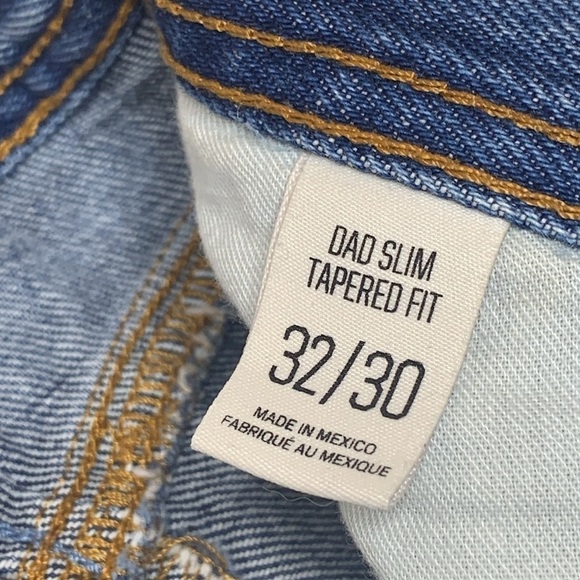 DAD SLIM
TAPERED FIT
32/30
MADE IN MEXICO
FABRIQUÉ AU MEXIQUE